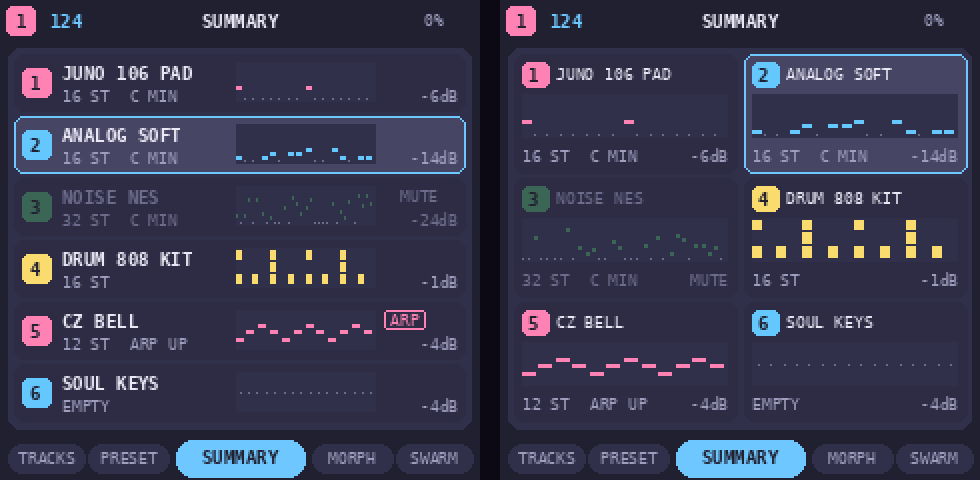 1 124 SUMMARY 0%
1 JUNO 106 PAD
16 ST C MIN -6dB
2 ANALOG SOFT
16 ST C MIN -14dB
3 NOISE NES MUTE
32 ST C MIN -24dB
4 DRUM 808 KIT
16 ST -1dB
5 CZ BELL ARP
12 ST ARP UP -4dB
6 SOUL KEYS
EMPTY -4dB
TRACKS PRESET SUMMARY MORPH SWARM
1 124 SUMMARY 0%
1 JUNO 106 PAD
16 ST C MIN -6dB
2 ANALOG SOFT
16 ST C MIN -14dB
3 NOISE NES
32 ST C MIN MUTE
4 DRUM 808 KIT
16 ST -1dB
5 CZ BELL
12 ST ARP UP -4dB
6 SOUL KEYS
EMPTY -4dB
TRACKS PRESET SUMMARY MORPH SWARM